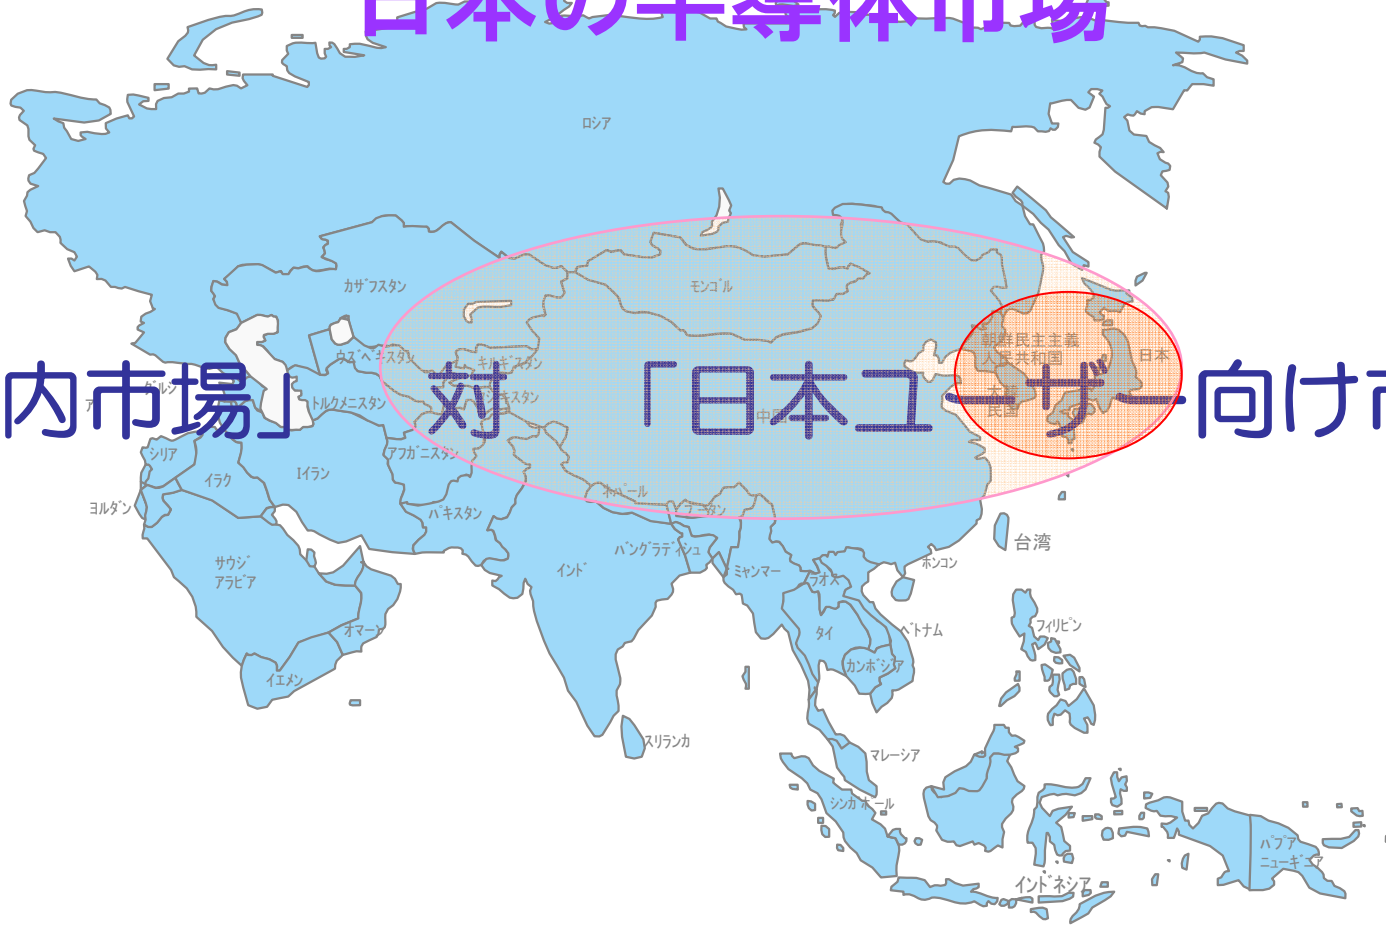 日本の半導体市場
ロシア
カザフスタン
モンゴル
ウズベキスタン
キルギスタン
朝鮮民主主義
人民共和国
日本
内市場」 対 「日本ユーザー向け市
トルクメニスタン
中国
大韓
民国
シリア
アフガニスタン
イラク
イラン
ネパール
ブータン
ヨルダン
パキスタン
台湾
バングラディシュ
ホンコン
サウジ
アラビア
インド
ミャンマー
ラオス
オマーン
タイ
ベトナム
フィリピン
カンボジア
イエメン
スリランカ
マレーシア
シンガポール
パプア
ニューギニア
インドネシア